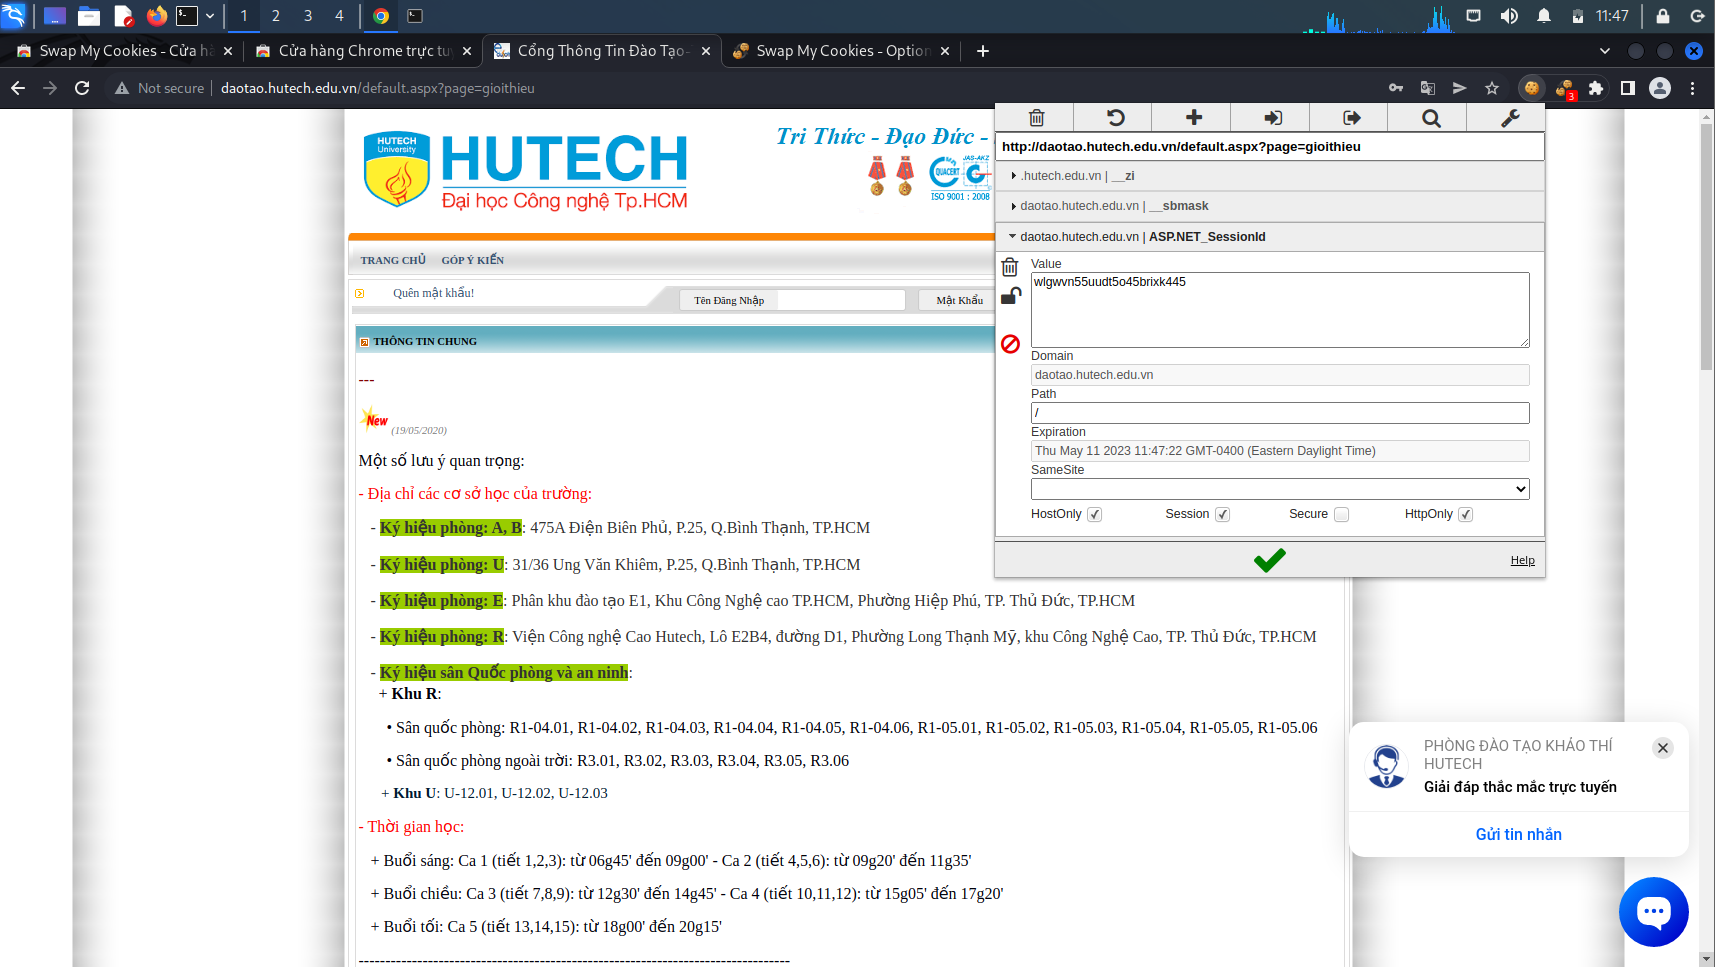 1 2 3 4 11:47
Swap My Cookies - Cửa hà
Cửa hàng Chrome trực tuy
Cổng Thông Tin Đào Tạo-
Swap My Cookies - Option
Not secure | daotao.hutech.edu.vn/default.aspx?page=gioithieu
3
HUTECH
University
HUTECH
Đại học Công nghệ Tp.HCM
Tri Thức - Đạo Đức -
QUACERT
JAS-ANZ
ISO 9001 : 2008
TRANG CHỦ GÓP Ý KIẾN
Quên mật khẩu!
Tên Đăng Nhập
Mật Khẩu
THÔNG TIN CHUNG
---
New (19/05/2020)
Một số lưu ý quan trọng:
- Địa chỉ các cơ sở học của trường:
- Ký hiệu phòng: A, B: 475A Điện Biên Phủ, P.25, Q.Bình Thạnh, TP.HCM
- Ký hiệu phòng: U: 31/36 Ung Văn Khiêm, P.25, Q.Bình Thạnh, TP.HCM
- Ký hiệu phòng: E: Phân khu đào tạo E1, Khu Công Nghệ cao TP.HCM, Phường Hiệp Phú, TP. Thủ Đức, TP.HCM
- Ký hiệu phòng: R: Viện Công nghệ Cao Hutech, Lô E2B4, đường D1, Phường Long Thạnh Mỹ, khu Công Nghệ Cao, TP. Thủ Đức, TP.HCM
- Ký hiệu sân Quốc phòng và an ninh:
+ Khu R:
• Sân quốc phòng: R1-04.01, R1-04.02, R1-04.03, R1-04.04, R1-04.05, R1-04.06, R1-05.01, R1-05.02, R1-05.03, R1-05.04, R1-05.05, R1-05.06
• Sân quốc phòng ngoài trời: R3.01, R3.02, R3.03, R3.04, R3.05, R3.06
+ Khu U: U-12.01, U-12.02, U-12.03
- Thời gian học:
+ Buổi sáng: Ca 1 (tiết 1,2,3): từ 06g45' đến 09g00' - Ca 2 (tiết 4,5,6): từ 09g20' đến 11g35'
+ Buổi chiều: Ca 3 (tiết 7,8,9): từ 12g30' đến 14g45' - Ca 4 (tiết 10,11,12): từ 15g05' đến 17g20'
+ Buổi tối: Ca 5 (tiết 13,14,15): từ 18g00' đến 20g15'
--------------------------------------------------------------------------------
http://daotao.hutech.edu.vn/default.aspx?page=gioithieu
.hutech.edu.vn | __zi
daotao.hutech.edu.vn | __sbmask
daotao.hutech.edu.vn | ASP.NET_SessionId
Value
wlgwvn55uudt5o45brixk445
Domain
daotao.hutech.edu.vn
Path
/
Expiration
Thu May 11 2023 11:47:22 GMT-0400 (Eastern Daylight Time)
SameSite
HostOnly Session Secure HttpOnly
Help
PHÒNG ĐÀO TẠO KHẢO THÍ
HUTECH
Giải đáp thắc mắc trực tuyến
Gửi tin nhắn